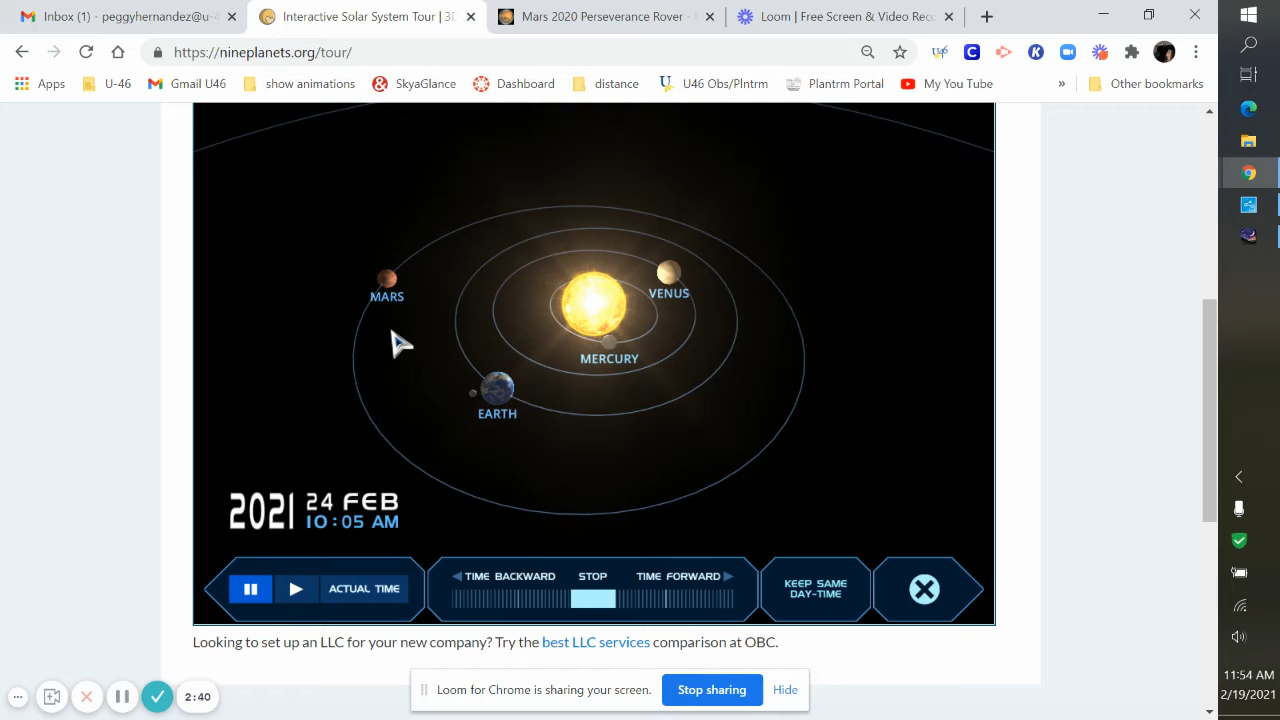 Inbox (1) - peggyhernandez@u-4
Interactive Solar System Tour | 3D
Mars 2020 Perseverance Rover -
Loom | Free Screen & Video Rec
https://nineplanets.org/tour/
Apps
U-46
Gmail U46
show animation
SkyaGlance
Dashboard
distance
U46 Obs/Plntrm
Plantrm Portal
My You Tube
»
Other bookmarks
MARS
VENUS
MERCURY
EARTH
2021 24 FEB
10:05 AM
TIME BACKWARD STOP TIME FORWARD
ACTUAL TIME
KEEP SAME
DAY-TIME
Looking to set up an LLC for your new company? Try the best LLC services comparison at OBC.
Loom for Chrome is sharing your screen. Stop sharing Hide
2:40
11:54 AM
2/19/2021